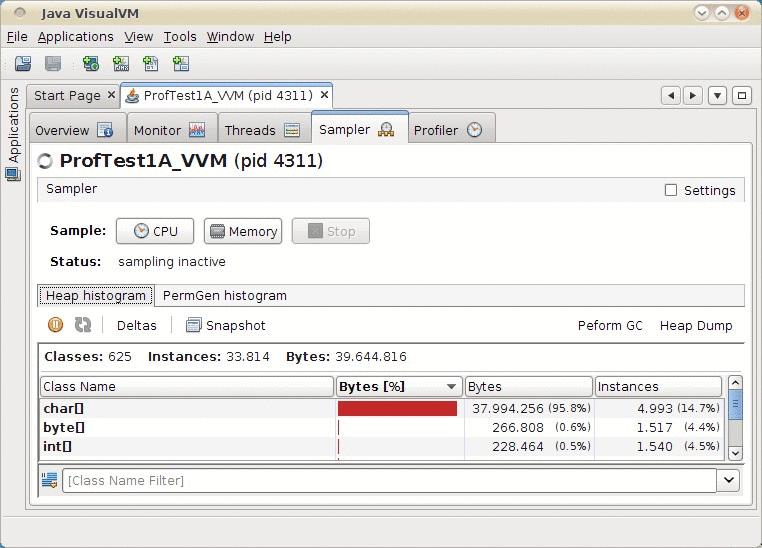 Java VisualVM
File Applications View Tools Window Help
Applications
Start Page ProfTest1A_VVM (pid 4311)
Overview Monitor Threads Sampler Profiler
ProfTest1A_VVM (pid 4311)
Sampler Settings
Sample: CPU Memory Stop
Status: sampling inactive
Heap histogram PermGen histogram
Deltas Snapshot Peform GC Heap Dump
Classes: 625 Instances: 33.814 Bytes: 39.644.816
Class Name Bytes [%] Bytes Instances
char[] 37.994.256 (95.8%) 4.993 (14.7%)
byte[] 266.808 (0.6%) 1.517 (4.4%)
int[] 228.464 (0.5%) 1.540 (4.5%)
[Class Name Filter]